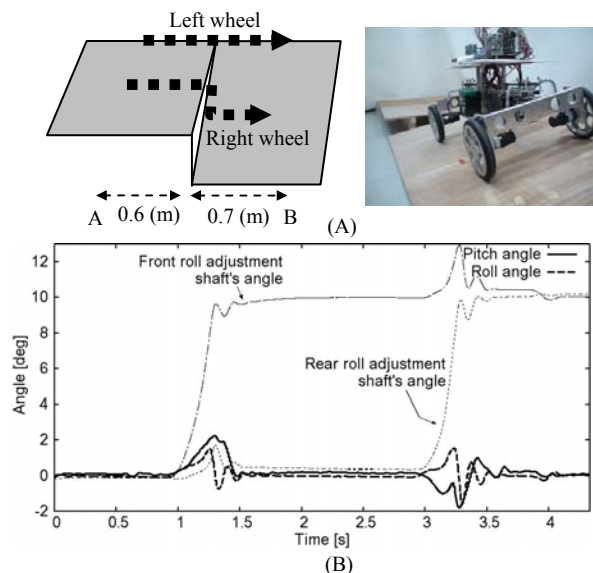 Left wheel
Right wheel
A
0.6 (m)
0.7 (m)
B
(A)
12
10
8
6
4
2
0
-2
Angle [deg]
Front roll adjustment
shaft's angle
Pitch angle
Roll angle
Rear roll adjustment
shaft's angle
0
0.5
1
1.5
2
2.5
3
3.5
4
Time [s]
(B)